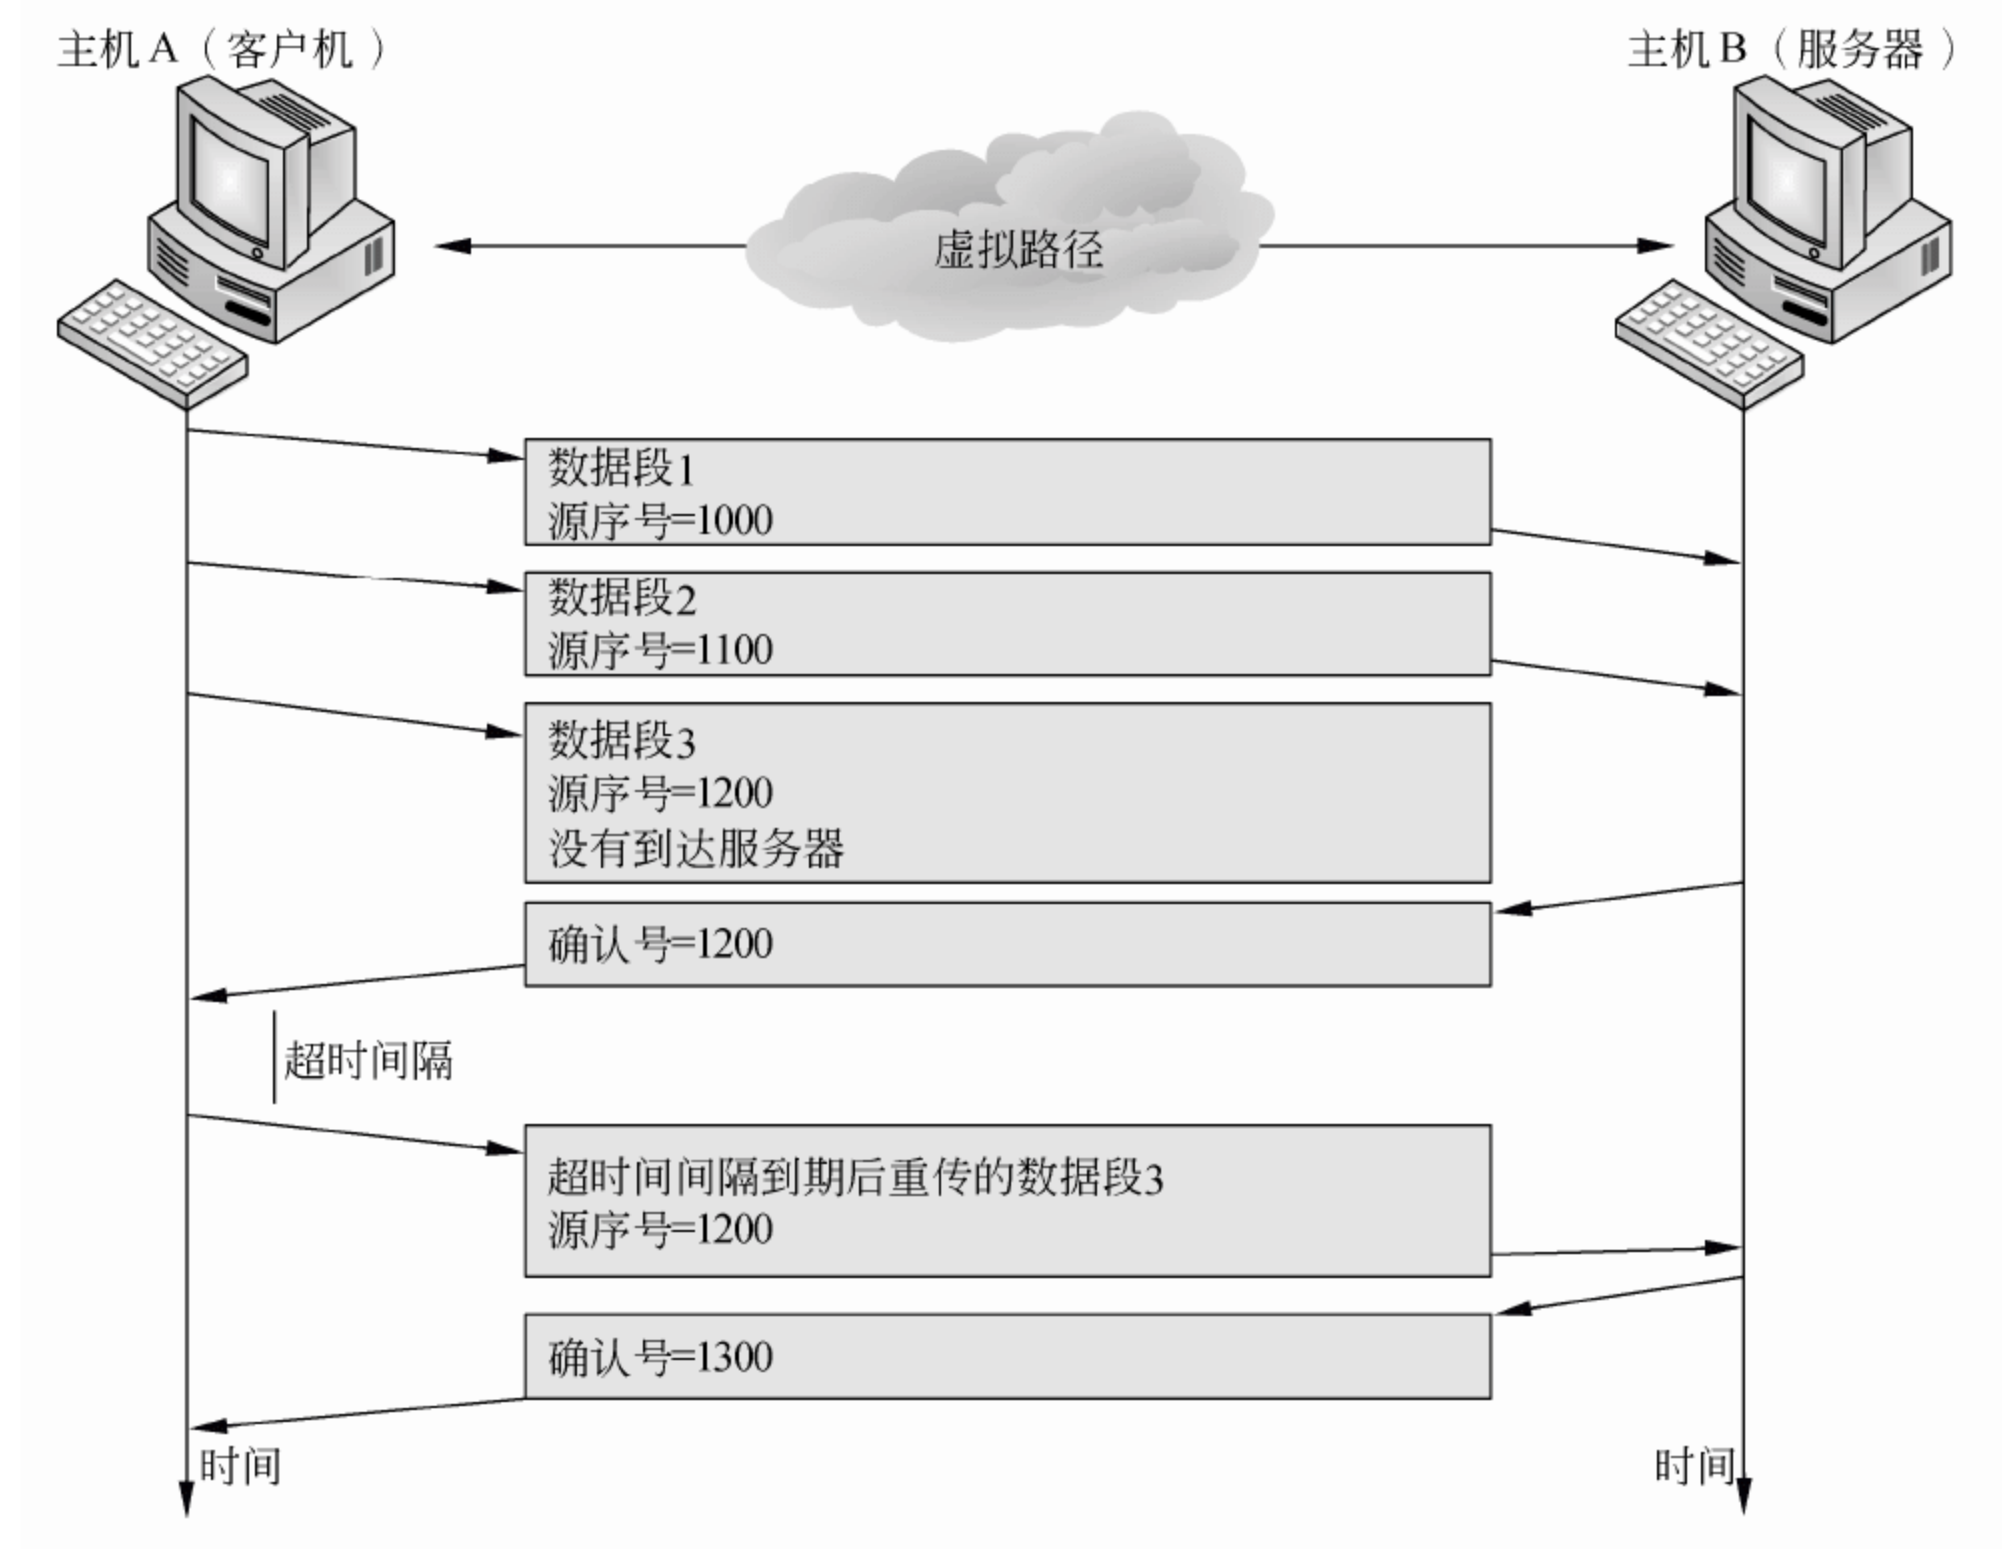 主机A（客户机）
主机B（服务器）
虚拟路径
数据段1
源序号=1000
数据段2
源序号=1100
数据段3
源序号=1200
没有到达服务器
确认号=1200
超时间隔
超时间间隔到期后重传的数据段3
源序号=1200
确认号=1300
时间
时间